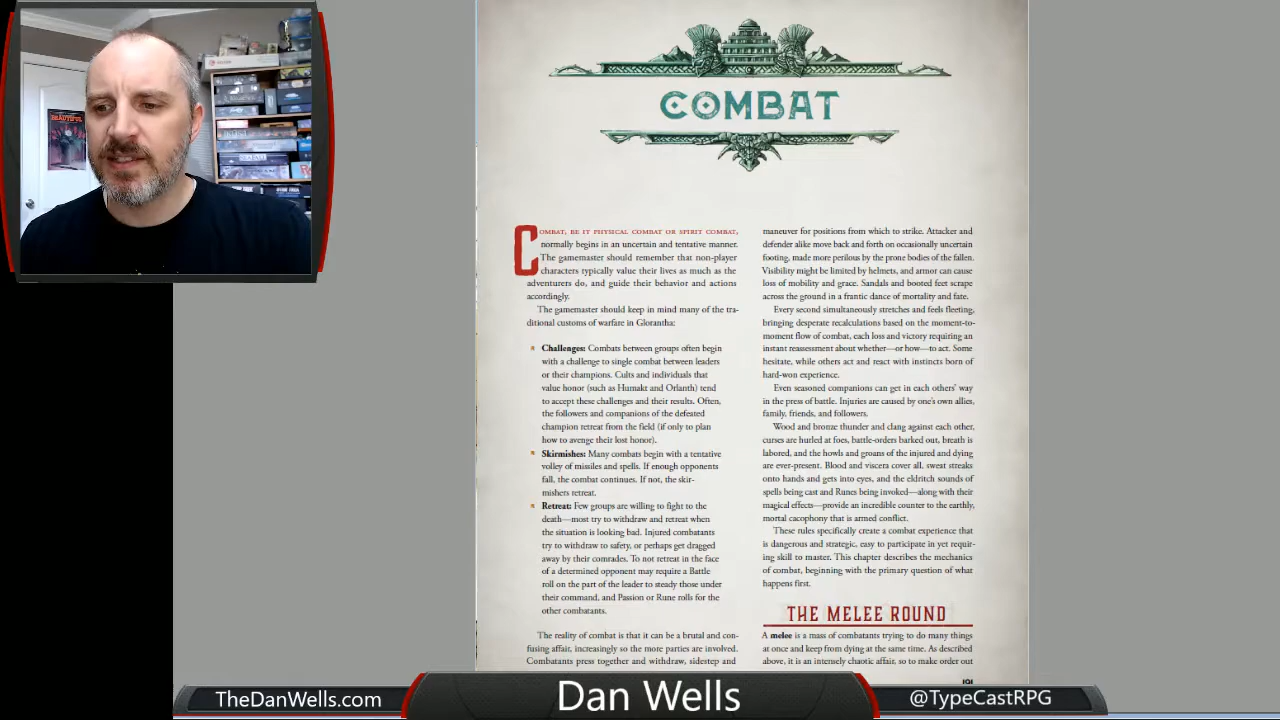 COMBAT
COMBAT, BE IT PHYSICAL COMBAT OR SPIRIT COMBAT,
normally begins in an uncertain and tentative manner.
The gamemaster should remember that non-player
characters typically value their lives as much as the
adventurers do, and guide their behavior and actions
accordingly.
The gamemaster should keep in mind many of the tra-
ditional customs of warfare in Glorantha:
Challenges: Combats between groups often begin
with a challenge to single combat between leaders
or their champions. Cults and individuals that
value honor (such as Humakt and Orlanth) tend
to accept these challenges and their results. Often,
the followers and companions of the defeated
champion retreat from the field (if only to plan
how to avenge their lost honor).
Skirmishes: Many combats begin with a tentative
volley of missiles and spells. If enough opponents
fall, the combat continues. If not, the skir-
mishers retreat.
Retreat: Few groups are willing to fight to the
death—most try to withdraw and retreat when
the situation is looking bad. Injured combatants
try to withdraw to safety, or perhaps get dragged
away by their comrades. To not retreat in the face
of a determined opponent may require a Battle
roll on the part of the leader to steady those under
their command, and Passion or Rune rolls for the
other combatants.
The reality of combat is that it can be a brutal and con-
fusing affair, increasingly so the more parties are involved.
Combatants press together and withdraw, sidestep and
maneuver for positions from which to strike. Attacker and
defender alike move back and forth on occasionally uncertain
footing, made more perilous by the prone bodies of the fallen.
Visibility might be limited by helmets, and armor can cause
loss of mobility and grace. Sandals and booted feet scrape
across the ground in a frantic dance of mortality and fate.
Every second simultaneously stretches and feels fleeting,
bringing desperate recalculations based on the moment-to-
moment flow of combat, each loss and victory requiring an
instant reassessment about whether—or how—to act. Some
hesitate, while others act and react with instincts born of
hard-won experience.
Even seasoned companions can get in each others' way
in the press of battle. Injuries are caused by one's own allies,
family, friends, and followers.
Wood and bronze thunder and clang against each other,
curses are hurled at foes, battle-orders barked out, breath is
labored, and the howls and groans of the injured and dying
are ever-present. Blood and viscera cover all, sweat streaks
onto hands and gets into eyes, and the eldritch sounds of
spells being cast and Runes being invoked—along with their
magical effects—provide an incredible counter to the earthly,
mortal cacophony that is armed conflict.
These rules specifically create a combat experience that
is dangerous and strategic, easy to participate in yet requir-
ing skill to master. This chapter describes the mechanics
of combat, beginning with the primary question of what
happens first.
THE MELEE ROUND
A melee is a mass of combatants trying to do many things
at once and keep from dying at the same time. As described
above, it is an intensely chaotic affair, so to make order out
TheDanWells.com
Dan Wells
@TypeCastRPG